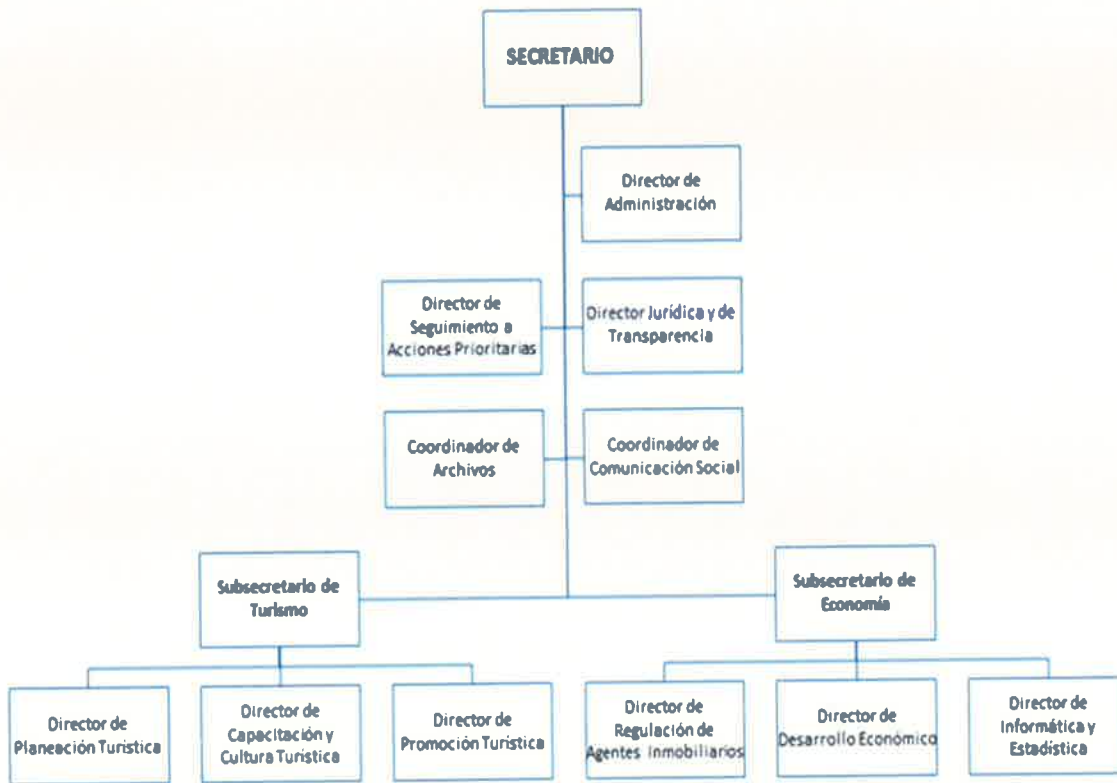 SECRETARIO
Director de
Administración
Director de
Seguimiento a
Acciones Prioritarias
Director Jurídica y de
Transparencia
Coordinador de
Archivos
Coordinador de
Comunicación Social
Subsecretario de
Turismo
Subsecretario de
Economía
Director de
Planeación Turística
Director de
Capacitación y
Cultura Turística
Director de
Promoción Turística
Director de
Regulación de
Agentes Inmobiliarios
Director de
Desarrollo Económico
Director de
Informática y
Estadística